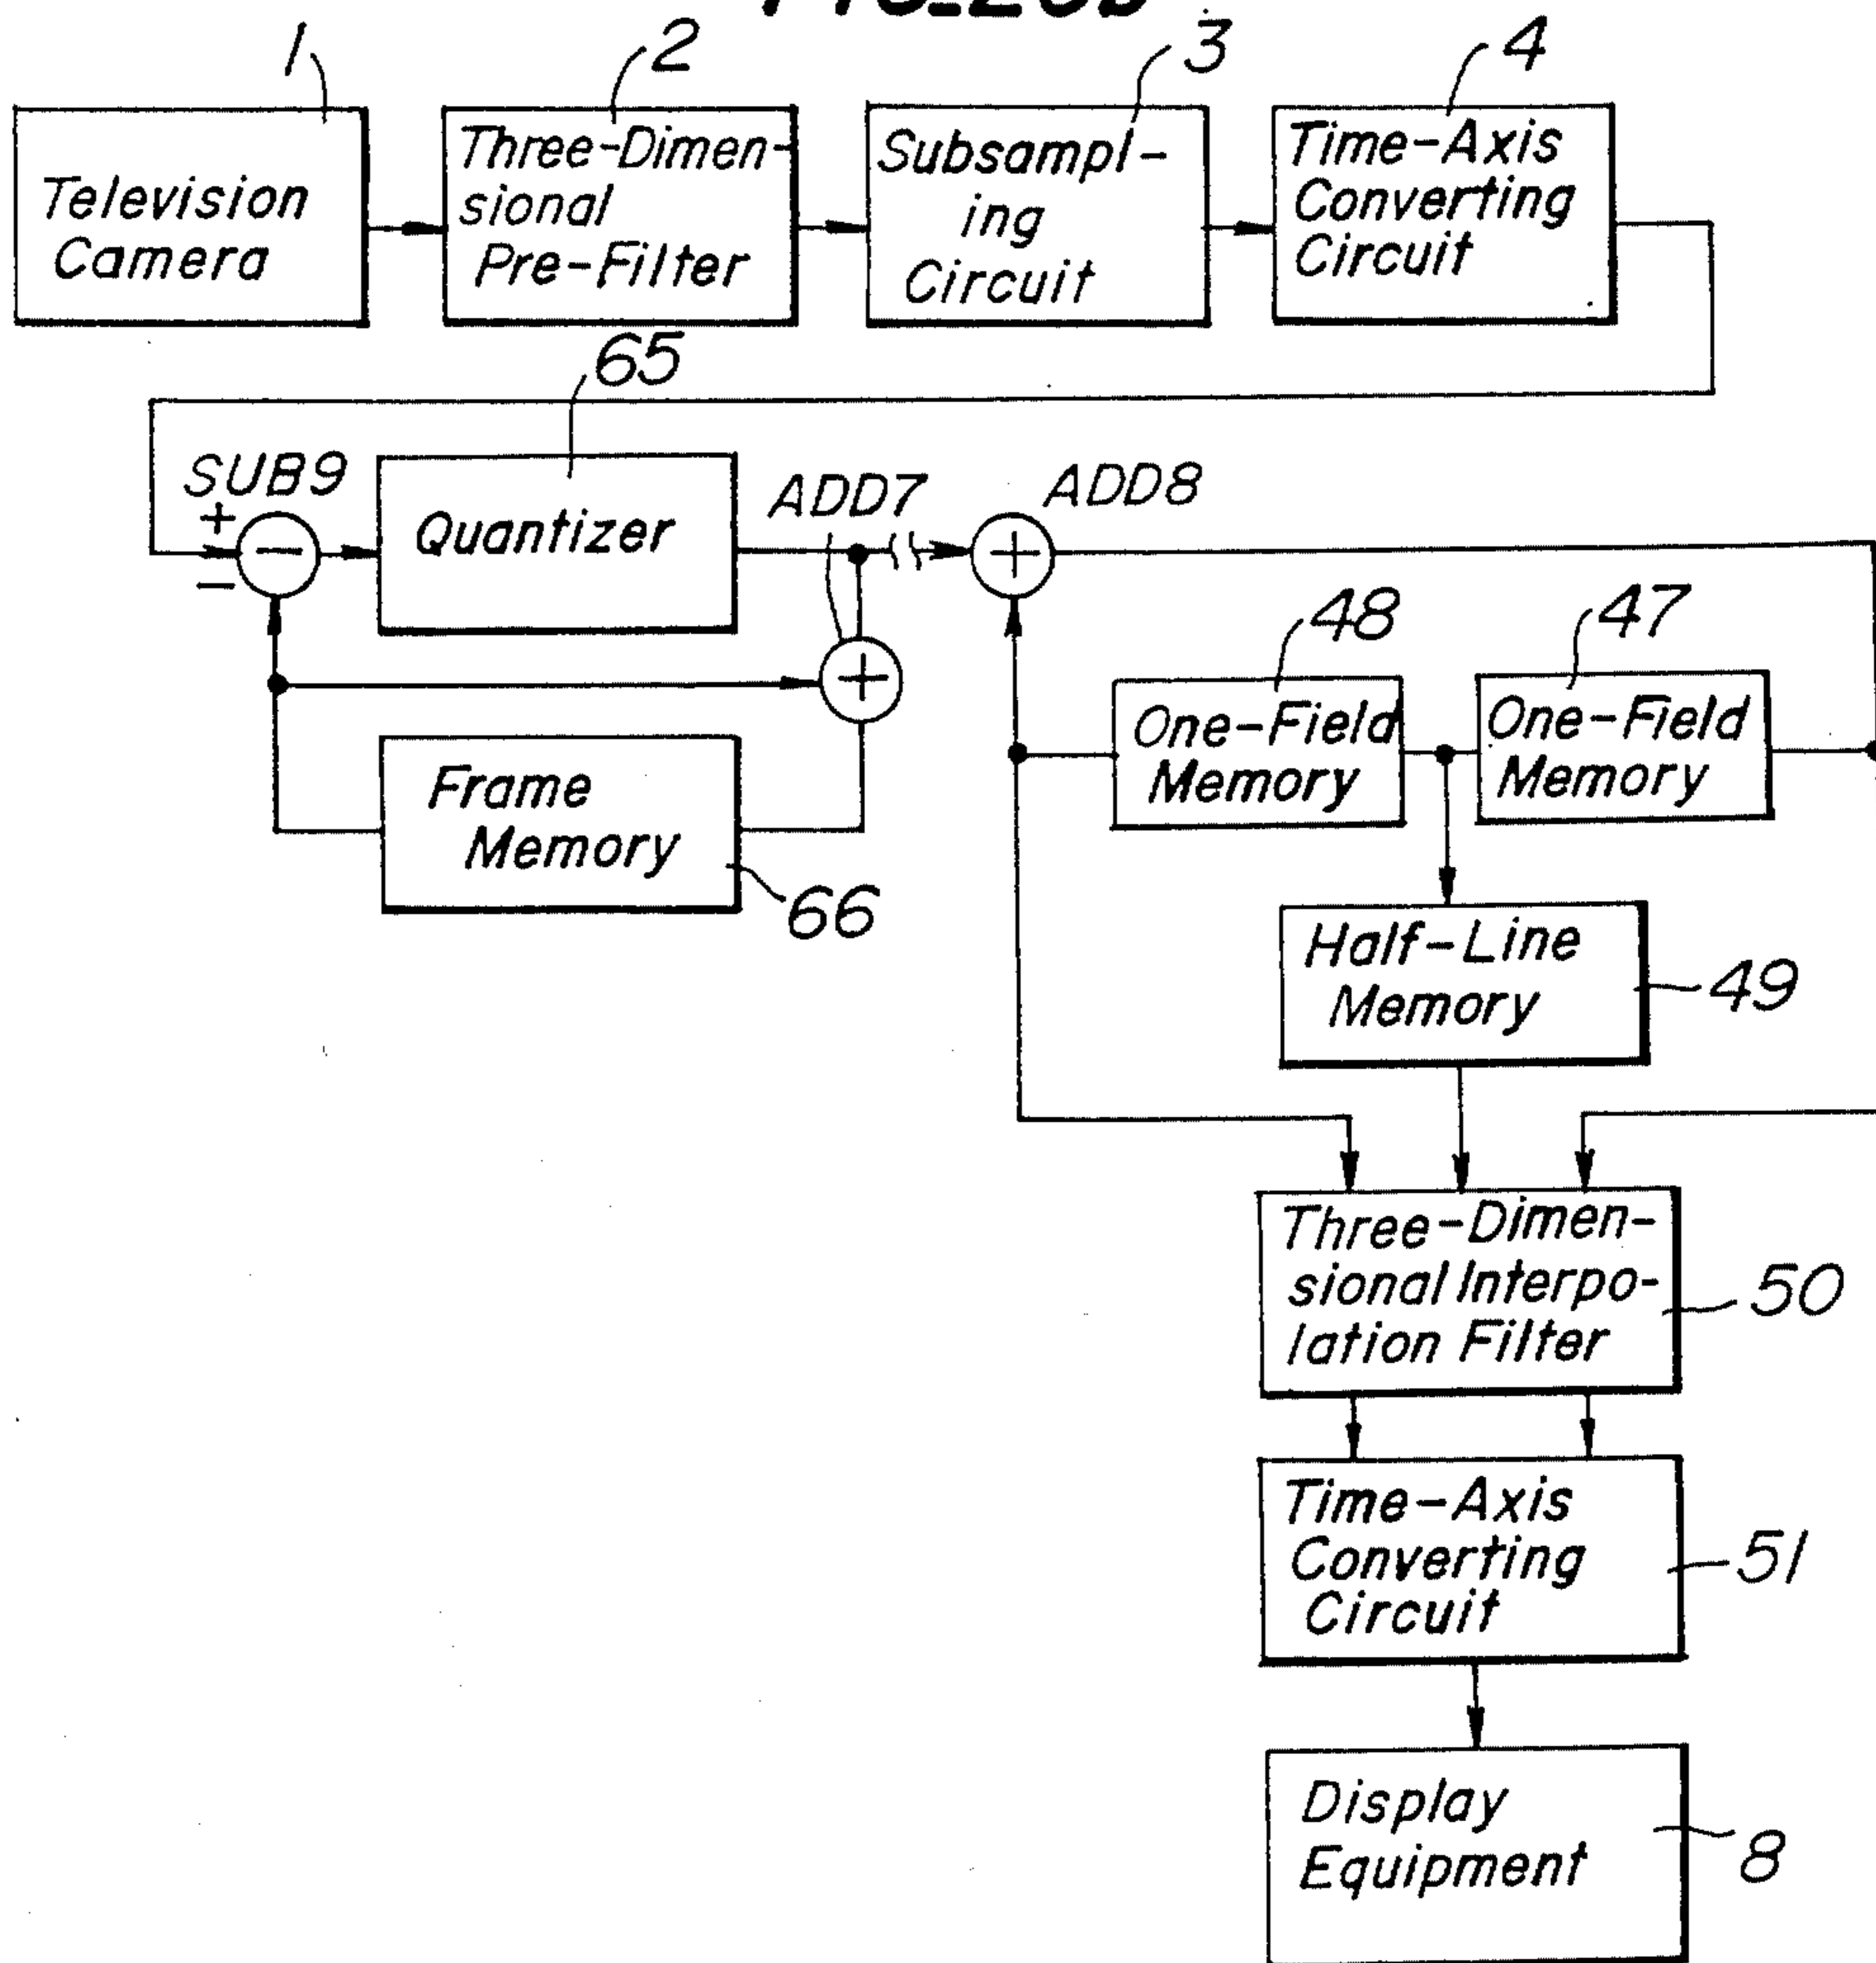 1
2
3
4
Television
Camera
Three-Dimen-
sional
Pre-Filter
Subsampl-
ing
Circuit
Time-Axis
Converting
Circuit
65
SUB9
+
-
−
Quantizer
ADD7
ADD8
+
+
48
47
One-Field
Memory
One-Field
Memory
Frame
Memory
66
Half-Line
Memory
49
Three-Dimen-
sional Interpo-
lation Filter
50
Time-Axis
Converting
Circuit
51
Display
Equipment
8